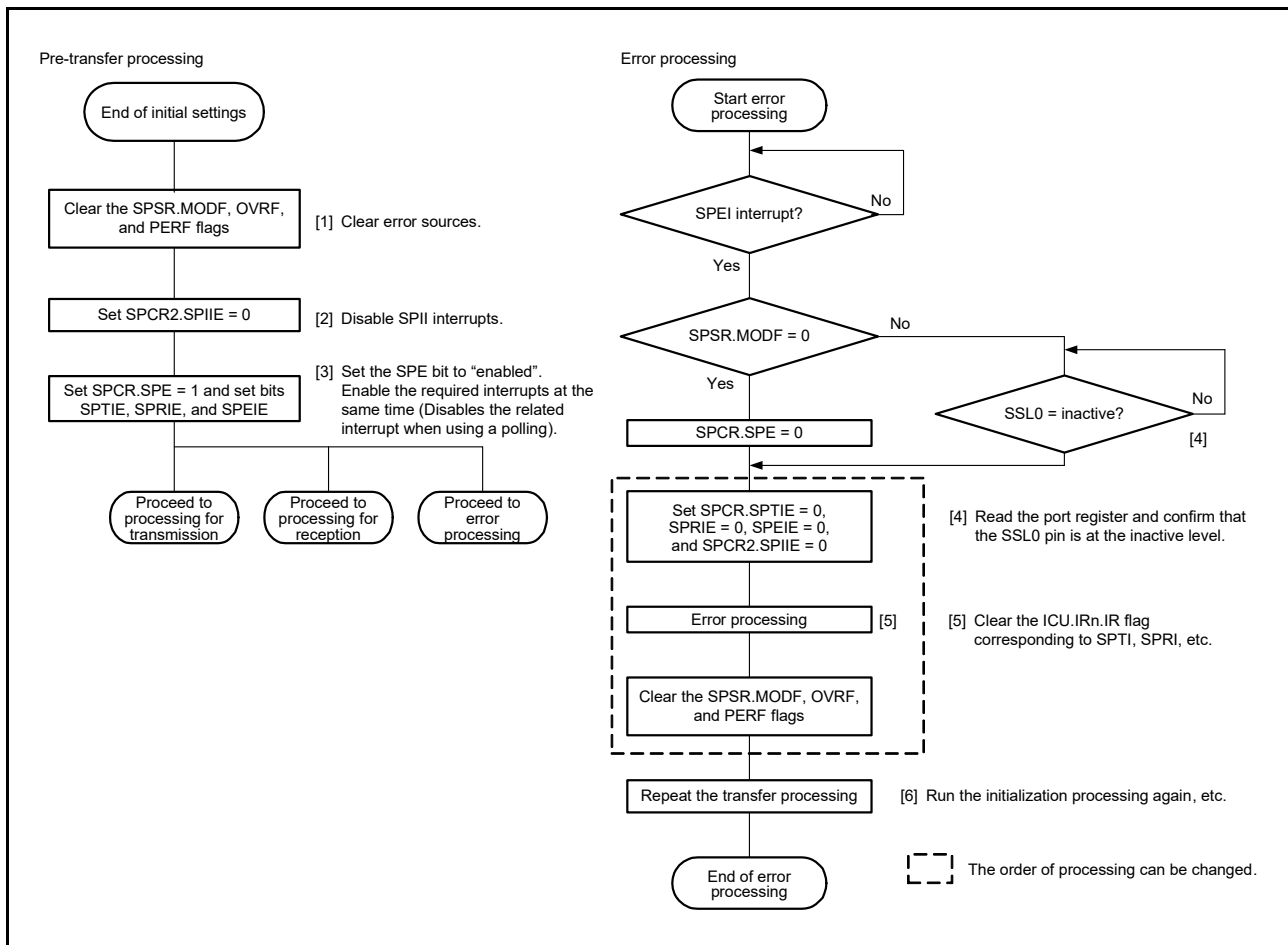 Pre-transfer processing
End of initial settings
Clear the SPSR.MODF, OVRF,
and PERF flags
[1] Clear error sources.
Set SPCR2.SPIIE = 0
[2] Disable SPII interrupts.
Set SPCR.SPE = 1 and set bits
SPTIE, SPRIE, and SPEIE
[3] Set the SPE bit to “enabled”.
Enable the required interrupts at the
same time (Disables the related
interrupt when using a polling).
Proceed to
processing for
transmission
Proceed to
processing for
reception
Proceed to
error
processing
Error processing
Start error
processing
SPEI interrupt?
No
Yes
SPSR.MODF = 0
No
Yes
SSL0 = inactive?
No
[4]
SPCR.SPE = 0
Set SPCR.SPTIE = 0,
SPRIE = 0, SPEIE = 0,
and SPCR2.SPIIE = 0
[4] Read the port register and confirm that
the SSL0 pin is at the inactive level.
Error processing
[5]
[5] Clear the ICU.IRn.IR flag
corresponding to SPTI, SPRI, etc.
Clear the SPSR.MODF, OVRF,
and PERF flags
Repeat the transfer processing
[6] Run the initialization processing again, etc.
End of error
processing
The order of processing can be changed.